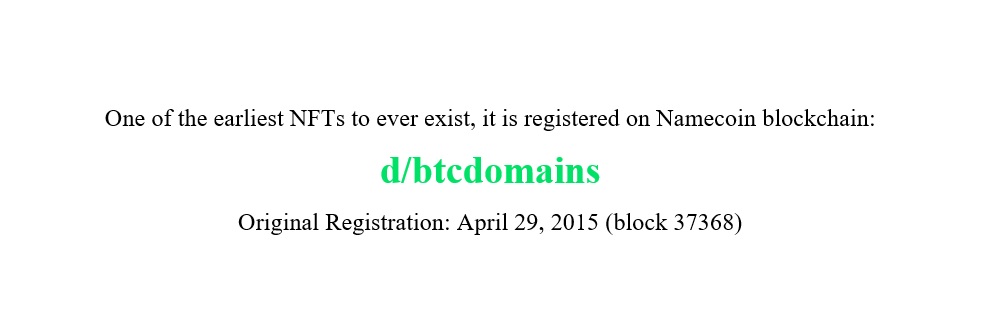 One of the earliest NFTs to ever exist, it is registered on Namecoin blockchain:
d/btcdomains
Original Registration: April 29, 2015 (block 37368)